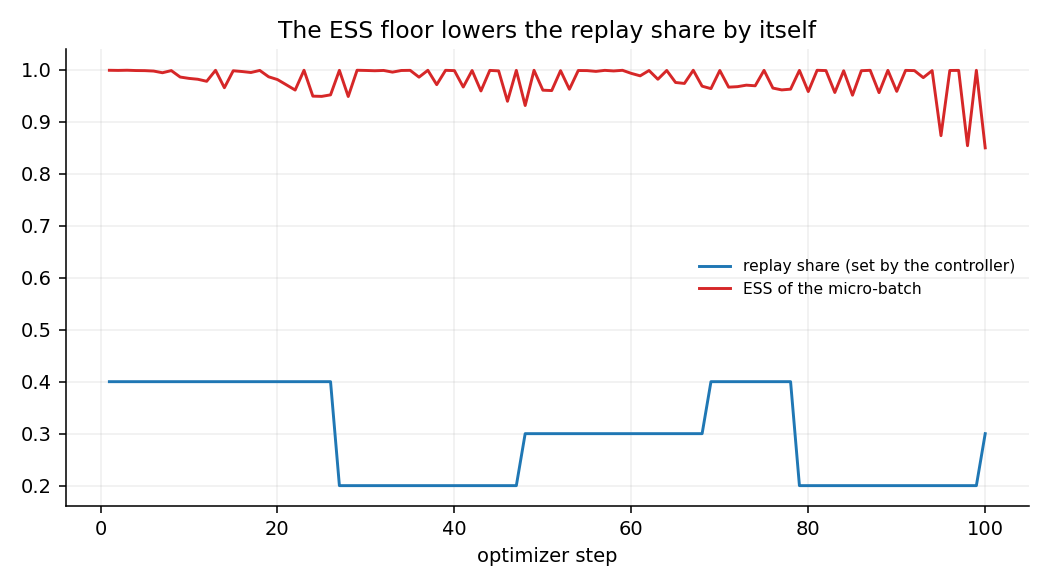 The ESS floor lowers the replay share by itself
1.0
0.9
0.8
0.7
0.6
0.5
0.4
0.3
0.2
replay share (set by the controller)
ESS of the micro-batch
0 20 40 60 80 100
optimizer step